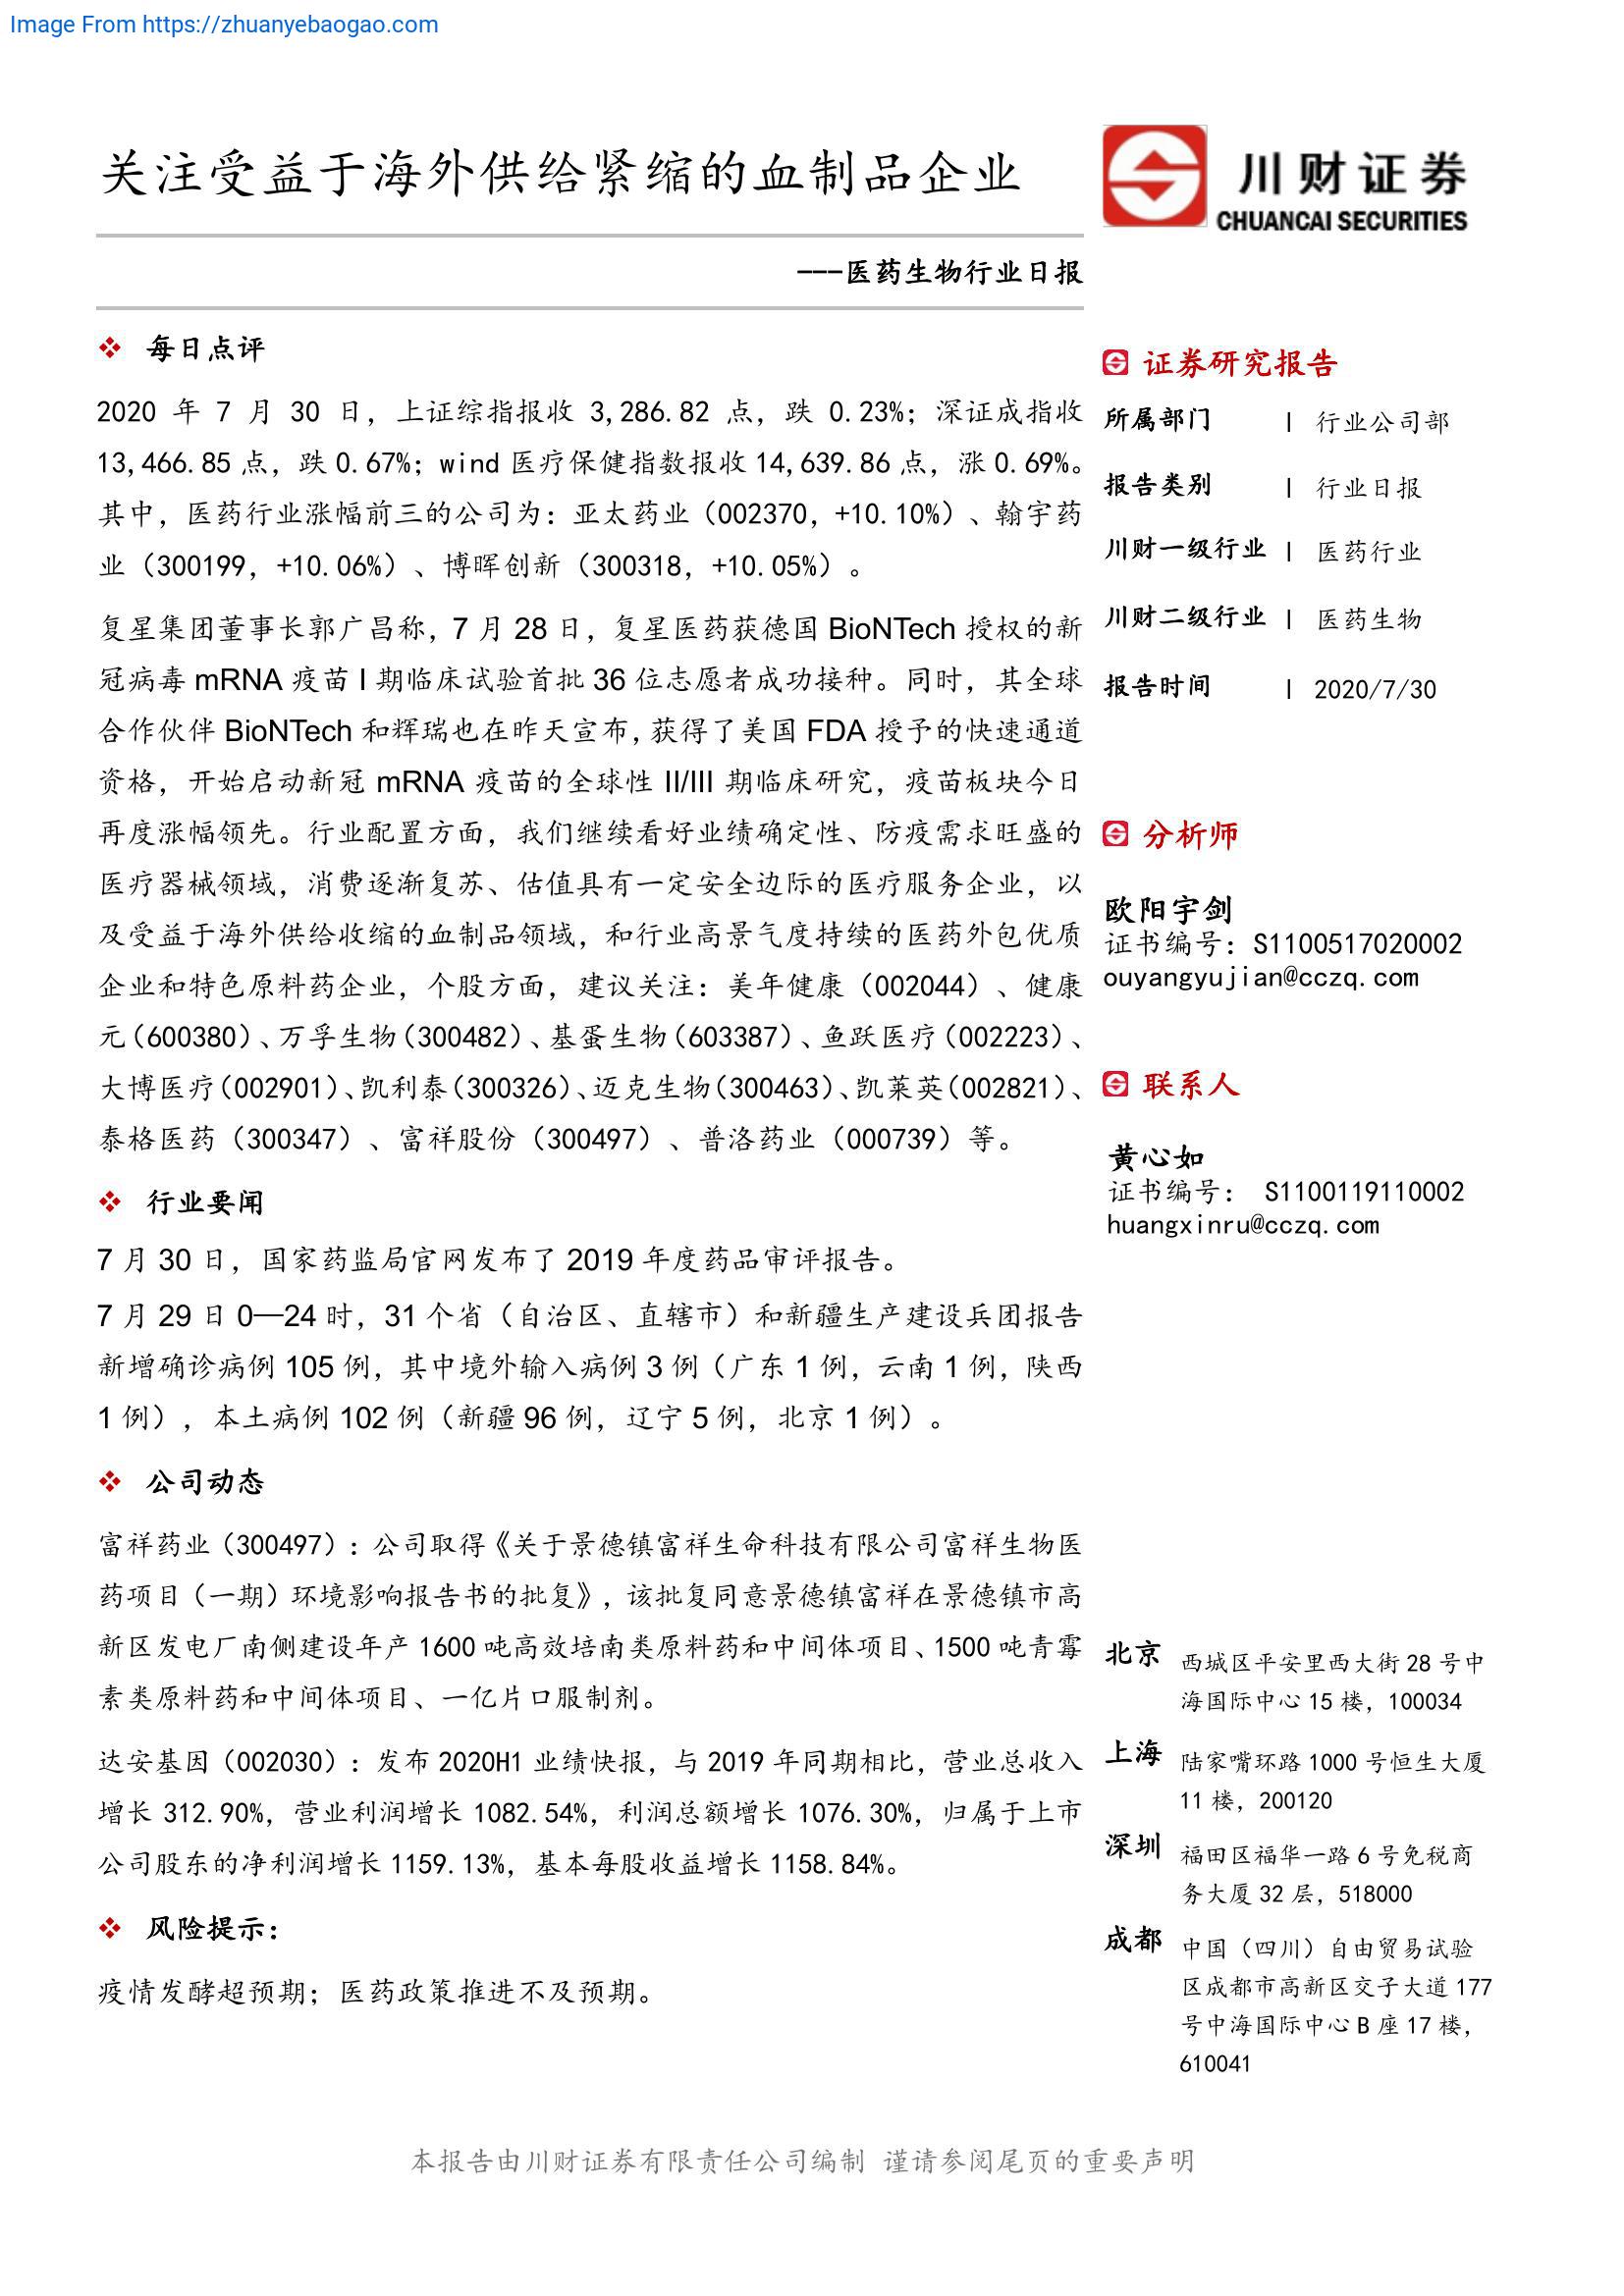 Image From https://zhuanyebaogao.com
关注受益于海外供给紧缩的血制品企业
川财证券
CHUANCAI SECURITIES
---医药生物行业日报
❖ 每日点评
2020 年 7 月 30 日，上证综指报收 3,286.82 点，跌 0.23%；深证成指收
13,466.85 点，跌 0.67%；wind 医疗保健指数报收 14,639.86 点，涨 0.69%。
其中，医药行业涨幅前三的公司为：亚太药业（002370，+10.10%）、翰宇药
业（300199，+10.06%）、博晖创新（300318，+10.05%）。
复星集团董事长郭广昌称，7 月 28 日，复星医药获德国 BioNTech 授权的新
冠病毒 mRNA 疫苗 I 期临床试验首批 36 位志愿者成功接种。同时，其全球
合作伙伴 BioNTech 和辉瑞也在昨天宣布，获得了美国 FDA 授予的快速通道
资格，开始启动新冠 mRNA 疫苗的全球性 II/III 期临床研究，疫苗板块今日
再度涨幅领先。行业配置方面，我们继续看好业绩确定性、防疫需求旺盛的
医疗器械领域，消费逐渐复苏、估值具有一定安全边际的医疗服务企业，以
及受益于海外供给收缩的血制品领域，和行业高景气度持续的医药外包优质
企业和特色原料药企业，个股方面，建议关注：美年健康（002044）、健康
元（600380）、万孚生物（300482）、基蛋生物（603387）、鱼跃医疗（002223）、
大博医疗（002901）、凯利泰（300326）、迈克生物（300463）、凯莱英（002821）、
泰格医药（300347）、富祥股份（300497）、普洛药业（000739）等。
❖ 行业要闻
7 月 30 日，国家药监局官网发布了 2019 年度药品审评报告。
7 月 29 日 0—24 时，31 个省（自治区、直辖市）和新疆生产建设兵团报告
新增确诊病例 105 例，其中境外输入病例 3 例（广东 1 例，云南 1 例，陕西
1 例），本土病例 102 例（新疆 96 例，辽宁 5 例，北京 1 例）。
❖ 公司动态
富祥药业（300497）：公司取得《关于景德镇富祥生命科技有限公司富祥生物医
药项目（一期）环境影响报告书的批复》，该批复同意景德镇富祥在景德镇市高
新区发电厂南侧建设年产 1600 吨高效培南类原料药和中间体项目、1500 吨青霉
素类原料药和中间体项目、一亿片口服制剂。
达安基因（002030）：发布 2020H1 业绩快报，与 2019 年同期相比，营业总收入
增长 312.90%，营业利润增长 1082.54%，利润总额增长 1076.30%，归属于上市
公司股东的净利润增长 1159.13%，基本每股收益增长 1158.84%。
❖ 风险提示：
疫情发酵超预期；医药政策推进不及预期。
证券研究报告
所属部门 | 行业公司部
报告类别 | 行业日报
川财一级行业 | 医药行业
川财二级行业 | 医药生物
报告时间 | 2020/7/30
分析师
欧阳宇剑
证书编号：S1100517020002
ouyangyujian@cczq.com
联系人
黄心如
证书编号： S1100119110002
huangxinru@cczq.com
北京 西城区平安里西大街 28 号中
海国际中心 15 楼，100034
上海 陆家嘴环路 1000 号恒生大厦
11 楼，200120
深圳 福田区福华一路 6 号免税商
务大厦 32 层，518000
成都 中国（四川）自由贸易试验
区成都市高新区交子大道 177
号中海国际中心 B 座 17 楼，
610041
本报告由川财证券有限责任公司编制 谨请参阅尾页的重要声明